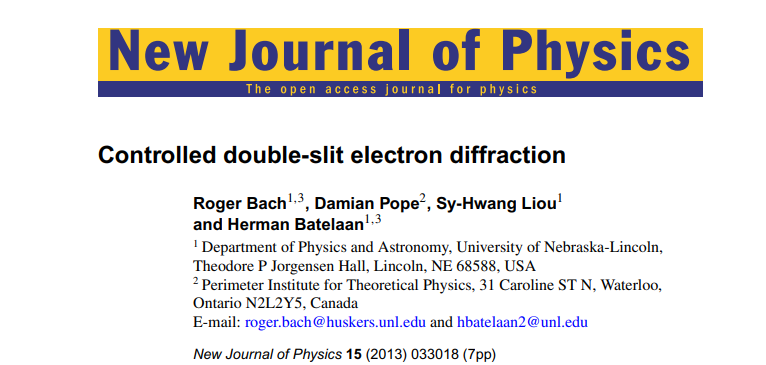 New Journal of Physics
The open access journal for physics
Controlled double-slit electron diffraction
Roger Bach1,3, Damian Pope2, Sy-Hwang Liou1
and Herman Batelaan1,3
1 Department of Physics and Astronomy, University of Nebraska-Lincoln,
Theodore P Jorgensen Hall, Lincoln, NE 68588, USA
2 Perimeter Institute for Theoretical Physics, 31 Caroline ST N, Waterloo,
Ontario N2L2Y5, Canada
E-mail: roger.bach@huskers.unl.edu and hbatelaan2@unl.edu
New Journal of Physics 15 (2013) 033018 (7pp)